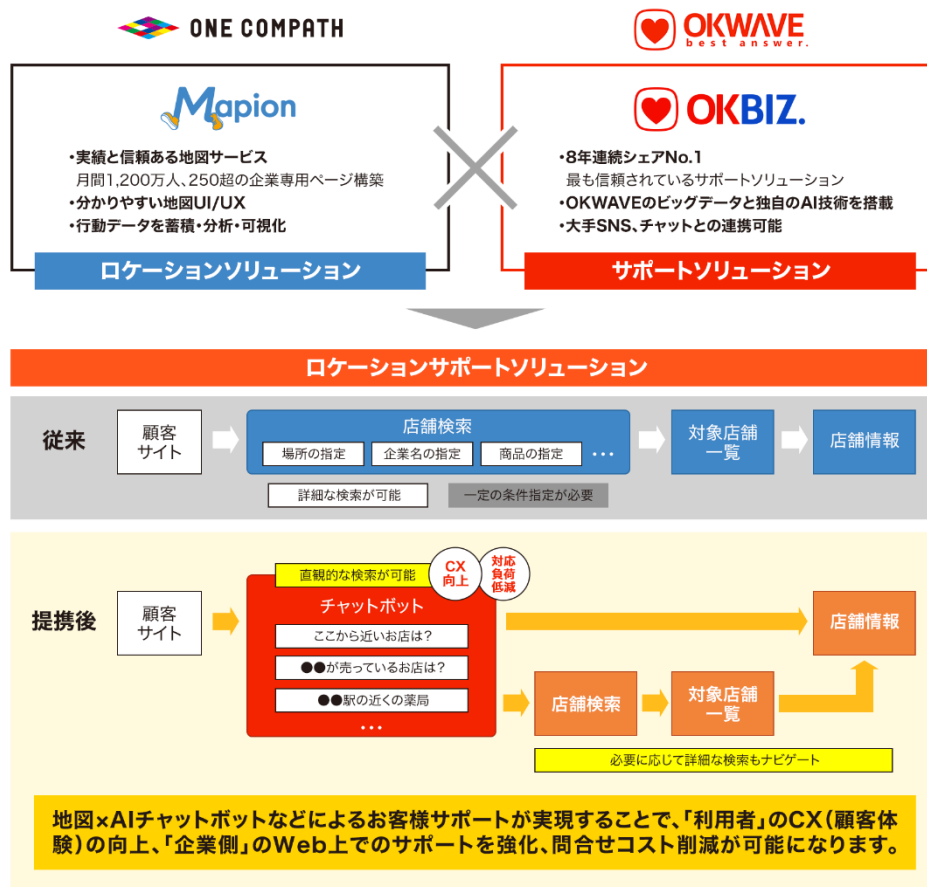 ONE COMPATH
OKWAVE
best answer.
Mapion
・実績と信頼ある地図サービス
月間1,200万人、250超の企業専用ページ構築
・分かりやすい地図UI/UX
・行動データを蓄積・分析・可視化
ロケーションソリューション
OKBIZ.
・8年連続シェアNo.1
最も信頼されているサポートソリューション
・OKWAVEのビッグデータと独自のAI技術を搭載
・大手SNS、チャットとの連携可能
サポートソリューション
ロケーションサポートソリューション
従来
顧客
サイト
店舗検索
場所の指定
企業名の指定
商品の指定
…
対象店舗
一覧
店舗情報
詳細な検索が可能
一定の条件指定が必要
提携後
顧客
サイト
直観的な検索が可能
CX
向上
対応
負荷
低減
チャットボット
ここから近いお店は?
●●が売っているお店は?
●●駅の近くの薬局
…
店舗検索
対象店舗
一覧
店舗情報
必要に応じて詳細な検索もナビゲート
地図×AIチャットボットなどによるお客様サポートが実現することで、「利用者」のCX(顧客体
験)の向上、「企業側」のWeb上でのサポートを強化、問合せコスト削減が可能になります。